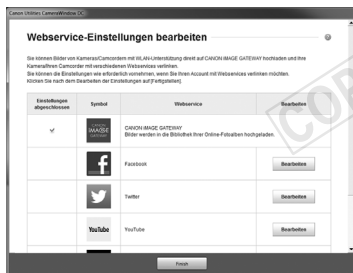 Canon Utilities CameraWindow DC
Webservice-Einstellungen bearbeiten
Sie können Bilder von Kameras/Camcordern mit WLAN-Unterstützung direkt auf CANON IMAGE GATEWAY hochladen und Ihre
Kamera/Ihren Camcorder mit verschiedenen Webservices verlinken.
Sie können die Einstellungen wie erforderlich vornehmen, wenn Sie Ihren Account mit Webservices verlinken möchten.
Klicken Sie nach dem Bearbeiten der Einstellungen auf [Fertigstellen].
Einstellungen
abgeschlossen
Symbol
Webservice
Bearbeiten
CANON
IMAGE
GATEWAY
CANON IMAGE GATEWAY
Bilder werden in die Bibliothek Ihrer Online-Fotoalben hochgeladen.
Facebook
Bearbeiten
Twitter
Bearbeiten
YouTube
YouTube
Bearbeiten
Finish
COP